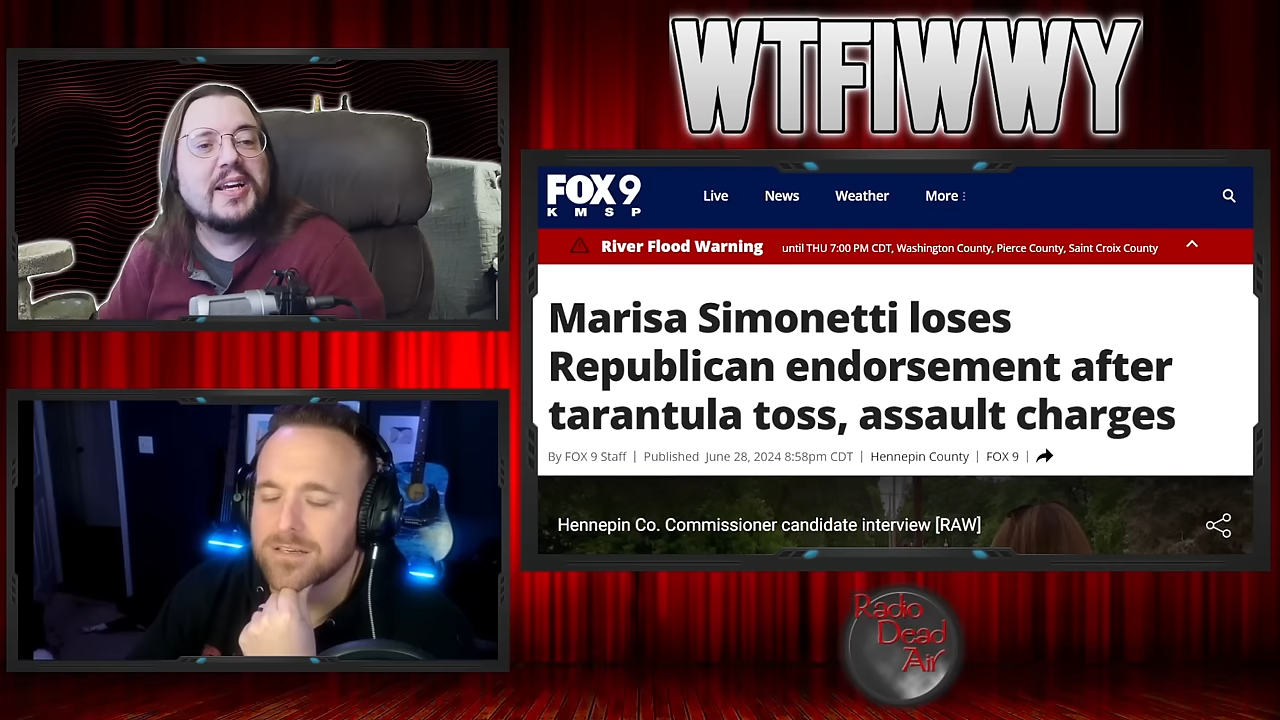 WTFIWWY
FOX 9
KMSP
Live News Weather More
River Flood Warning until THU 7:00 PM CDT, Washington County, Pierce County, Saint Croix County
Marisa Simonetti loses
Republican endorsement after
tarantula toss, assault charges
By FOX 9 Staff | Published June 28, 2024 8:58pm CDT | Hennepin County | FOX 9 |
Hennepin Co. Commissioner candidate interview [RAW]
Radio
Dead
Air